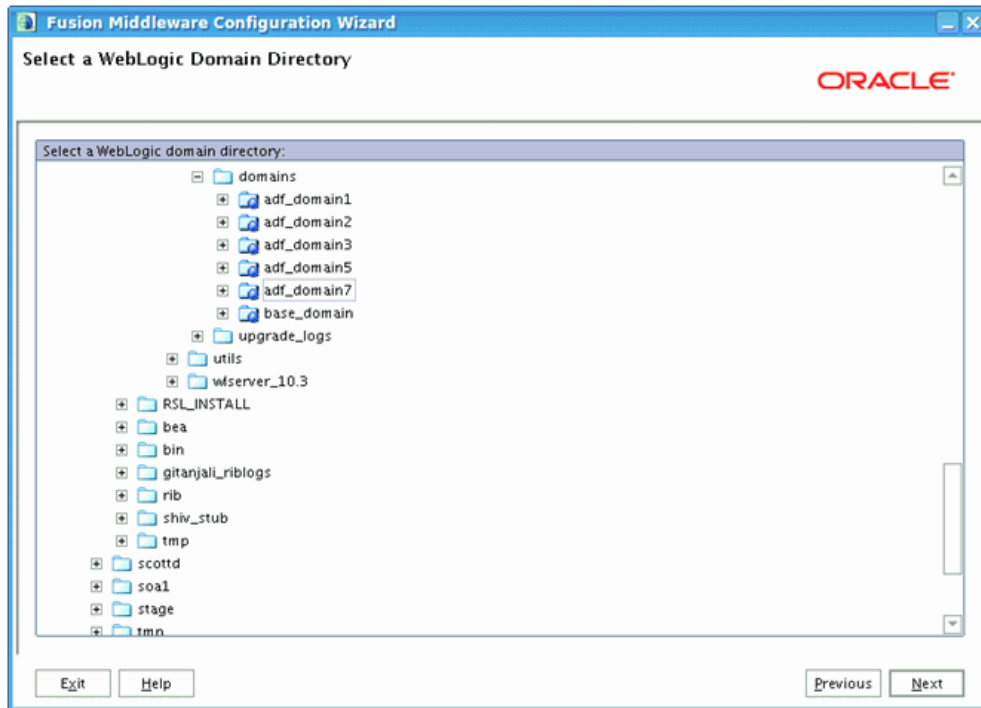 Fusion Middleware Configuration Wizard
Select a WebLogic Domain Directory
ORACLE
Select a WebLogic domain directory:
domains
adf_domain1
adf_domain2
adf_domain3
adf_domain5
adf_domain7
base_domain
upgrade_logs
utils
wlserver_10.3
RSL_INSTALL
bea
bin
gitanjali_riblogs
rib
shiv_stub
tmp
scottd
soa1
stage
tmp
Exit Help Previous Next